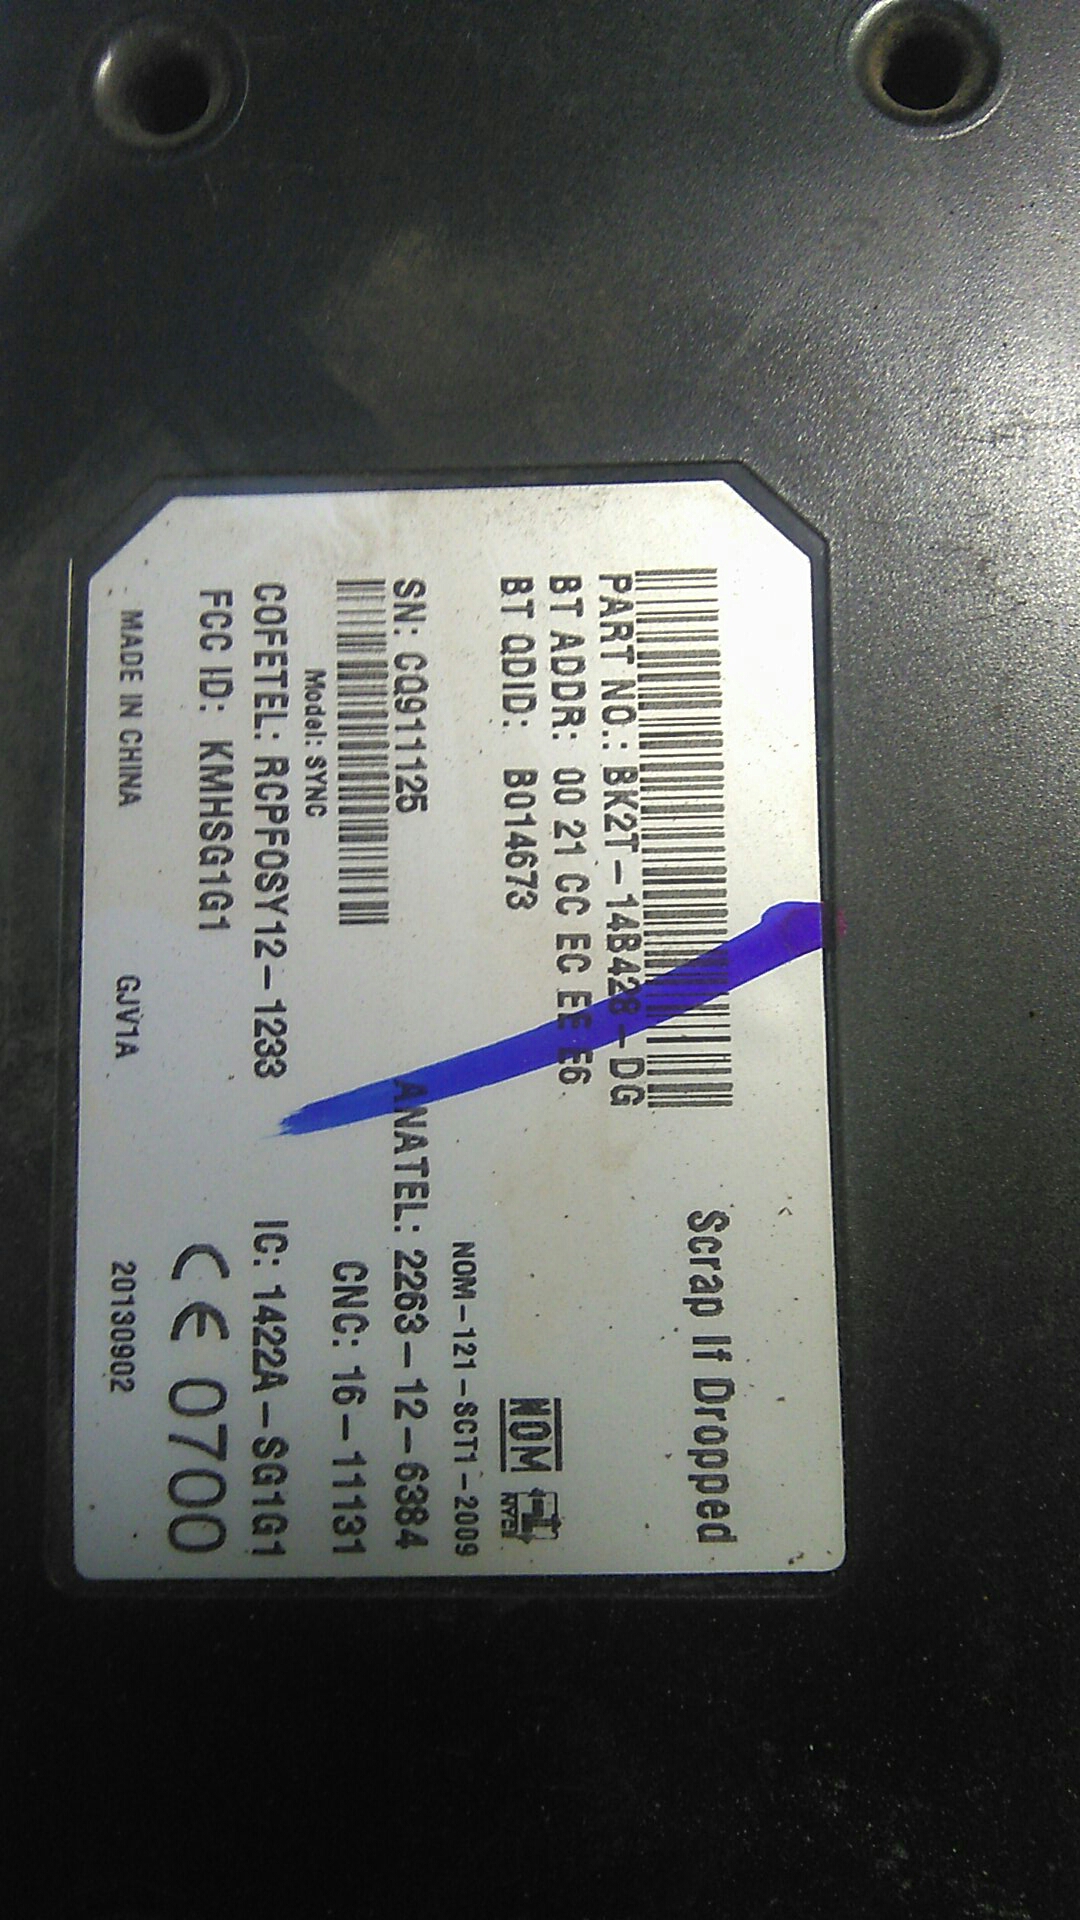 Scrap If Dropped
PART NO.: BK2T-14B428-DG
BT ADDR: 00 21 CC EC EE E6
BT QDID: B014673
NOM
NYCE
NOM-121-SCT1-2009
SN: CQ911125
ANATEL: 2263-12-6384
Model: SYNC
CNC: 16-11131
COFETEL: RCPFOSY12-1233
IC: 1422A-SG1G1
FCC ID: KMHSG1G1
CE 0700
MADE IN CHINA
GJV1A
20130902